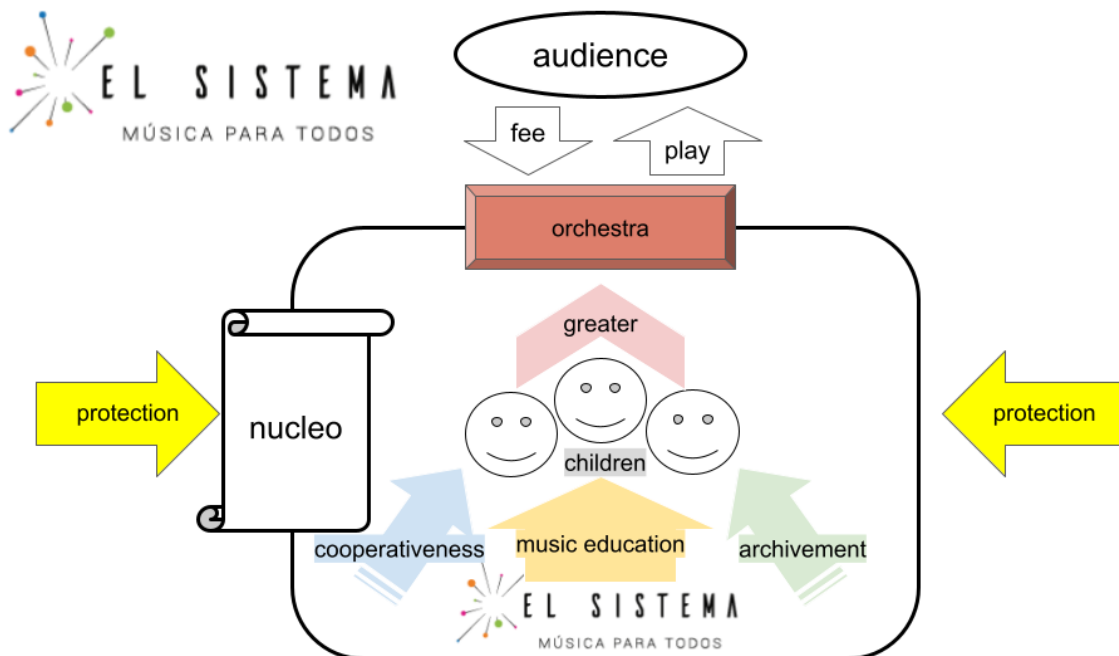 EL SISTEMA
MÚSICA PARA TODOS
audience
fee
play
orchestra
greater
protection
nucleo
protection
children
cooperativeness
music education
archivement
EL SISTEMA
MÚSICA PARA TODOS